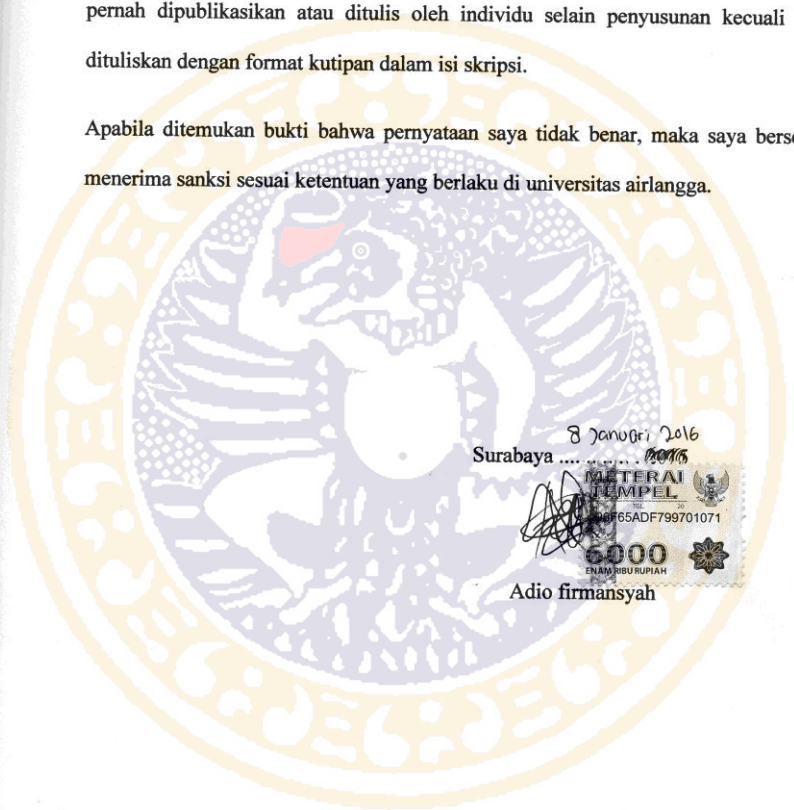 pernah dipublikasikan atau ditulis oleh individu selain penyusunan kecuali
dituliskan dengan format kutipan dalam isi skripsi.
Apabila ditemukan bukti bahwa pernyataan saya tidak benar, maka saya
menerima sanksi sesuai ketentuan yang berlaku di universitas airlangga.
8 Januari 2016
Surabaya .... ..... .. .
METERAI
TEMPEL
TGL 20
F65ADF799701071
6000
ENAM RIBU RUPIAH
Adio firmansyah